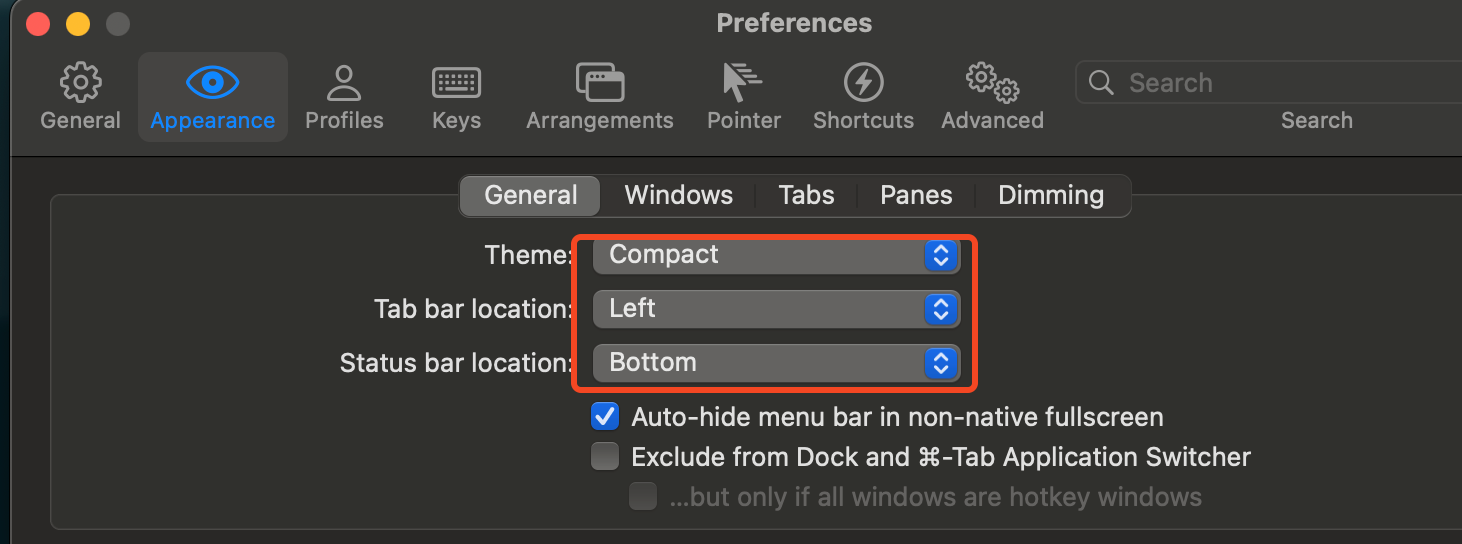 Preferences
General Appearance Profiles Keys Arrangements Pointer Shortcuts Advanced Search
Search
General Windows Tabs Panes Dimming
Theme: Compact
Tab bar location: Left
Status bar location: Bottom
Auto-hide menu bar in non-native fullscreen
Exclude from Dock and ⌘-Tab Application Switcher
...but only if all windows are hotkey windows